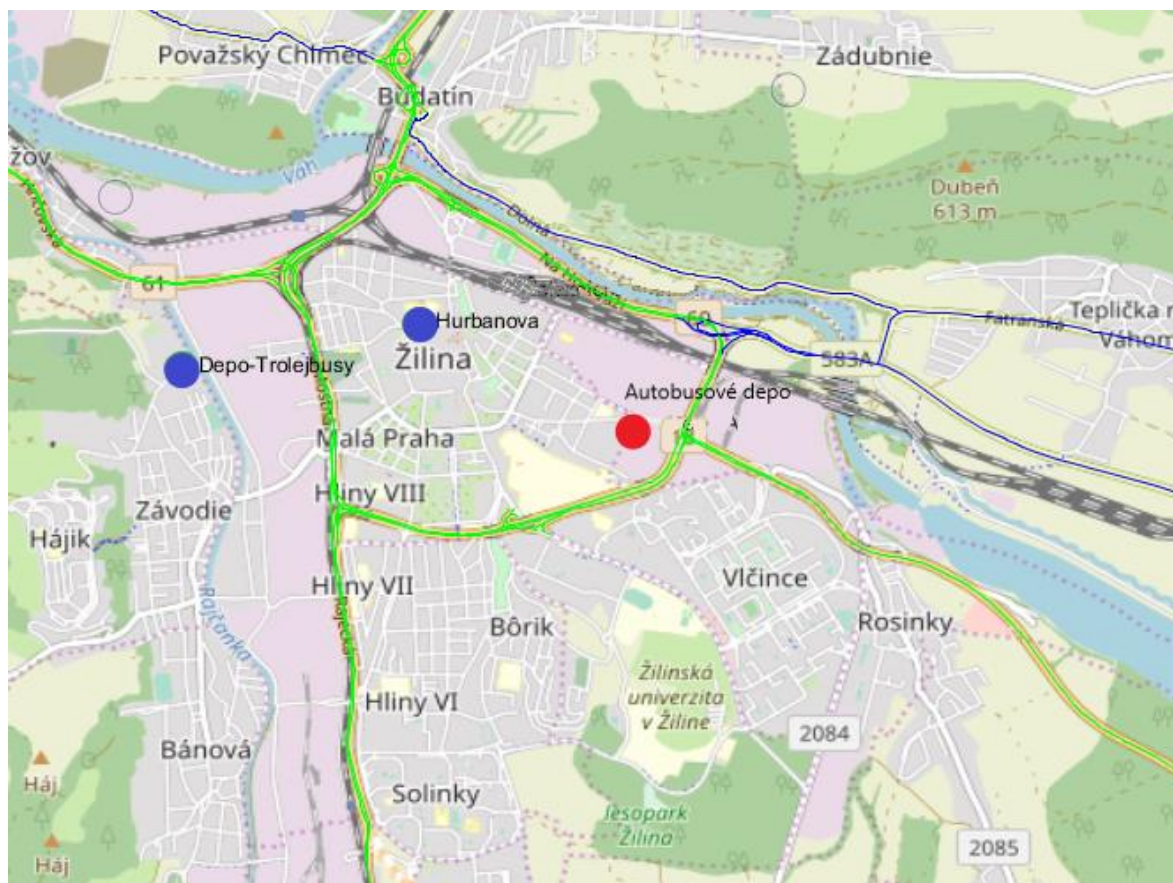 Považský Chlmec
Zádubnie
Budatín
Váh
žov
Dubeň
613 m
Dolná
61
60
Teplička n
Váhom
Fatranská
583A
Hurbanova
Žilina
Depo-Trolejbusy
Autobusové depo
Malá Praha
Hliny VIII
Závodie
Hájik
Hliny VII
Vlčince
Rajčanka
Rajecká
Bôrik
Rosinky
Žilinská
univerzita
v Žiline
Hliny VI
2084
Bánová
Háj
Solinky
lesopark
Žilina
2085
Háj